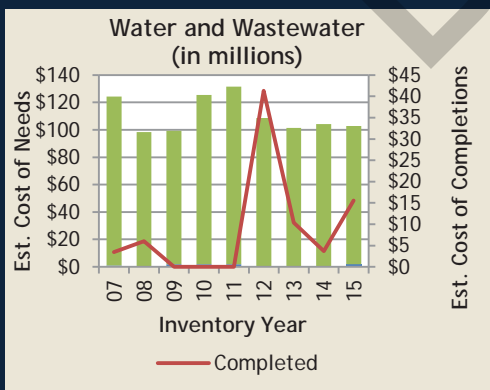 Water and Wastewater
(in millions)
Est. Cost of Needs
$140
$120
$100
$80
$60
$40
$20
$0
$45
$40
$35
$30
$25
$20
$15
$10
$5
$0
Est. Cost of Completions
07 08 09 10 11 12 13 14 15
Inventory Year
Completed